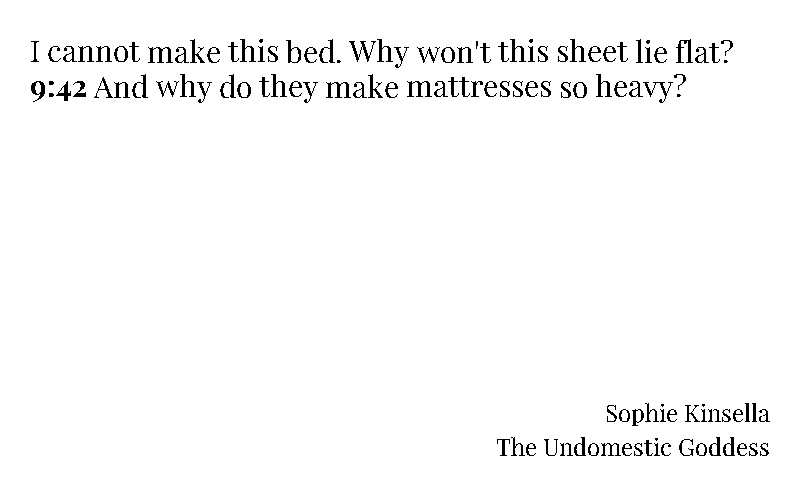 I cannot make this bed. Why won't this sheet lie flat?
9:42 And why do they make mattresses so heavy?
Sophie Kinsella
The Undomestic Goddess